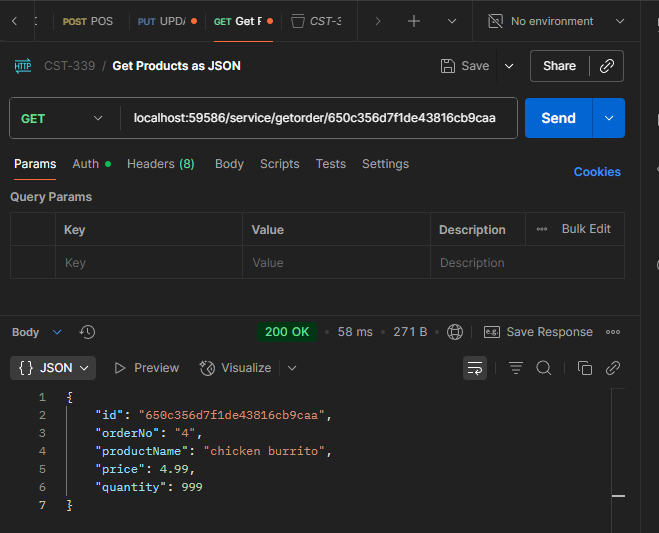 POST POS PUT UPD GET Get F CST-3 No environment
HTTP CST-339 / Get Products as JSON Save Share
GET localhost:59586/service/getorder/650c356d7f1de43816cb9caa Send
Params Auth Headers (8) Body Scripts Tests Settings Cookies
Query Params
Key Value Description Bulk Edit
Key Value Description
Body 200 OK 58 ms 271 B e.g. Save Response
{} JSON Preview Visualize
1 {
2 "id": "650c356d7f1de43816cb9caa",
3 "orderNo": "4",
4 "productName": "chicken burrito",
5 "price": 4.99,
6 "quantity": 999
7 }